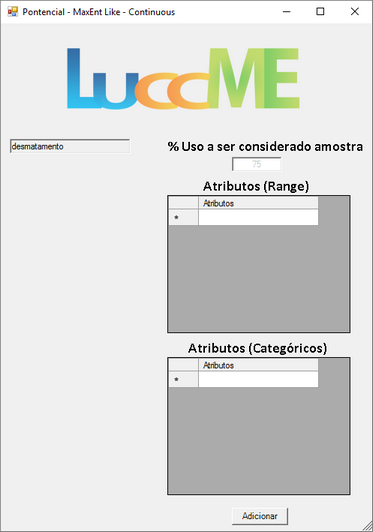 Pontencial - MaxEnt Like - Continuous
LuccME
desmatamento
% Uso a ser considerado amostra
75
Atributos (Range)
Atributos
*
Atributos (Categóricos)
Atributos
*
Adicionar